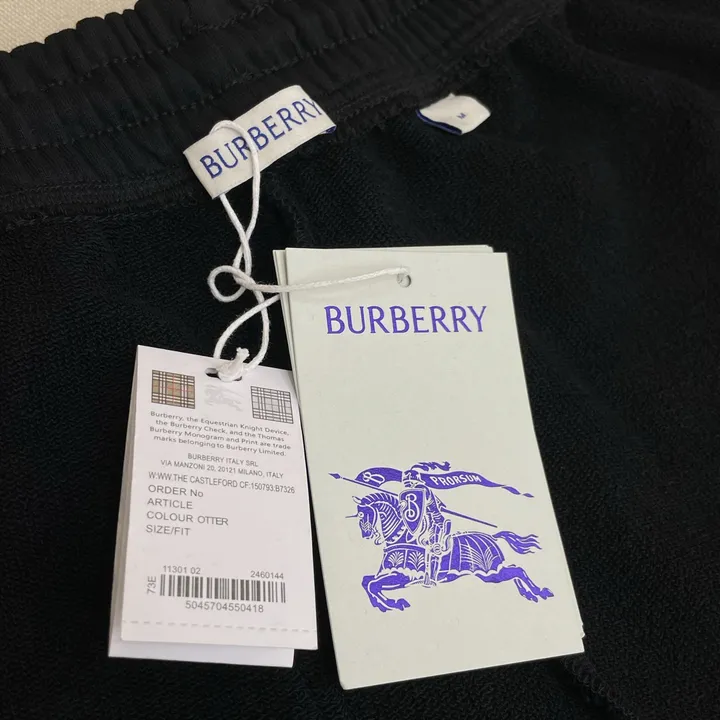 BURBERRY
M
BURBERRY
PRORSUM
B
Burberry, the Equestrian Knight Device,
the Burberry Check, and the Thomas
Burberry Monogram and Print are trade
marks belonging to Burberry Limited.
BURBERRY ITALY SRL
VIA MANZONI 20, 20121 MILANO, ITALY
W WW.THE CASTLEFORD CF:150793:B7326
ORDER No
ARTICLE
COLOUR OTTER
SIZE/FIT
11301 02 2460144
73E
5045704550418